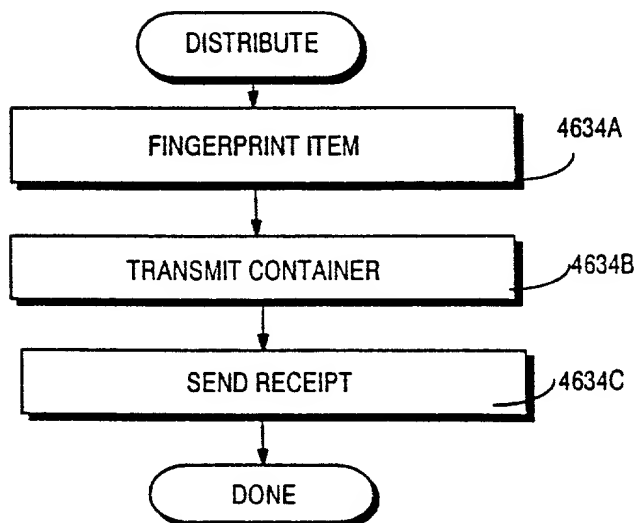 DISTRIBUTE
FINGERPRINT ITEM
4634A
TRANSMIT CONTAINER
4634B
SEND RECEIPT
4634C
DONE